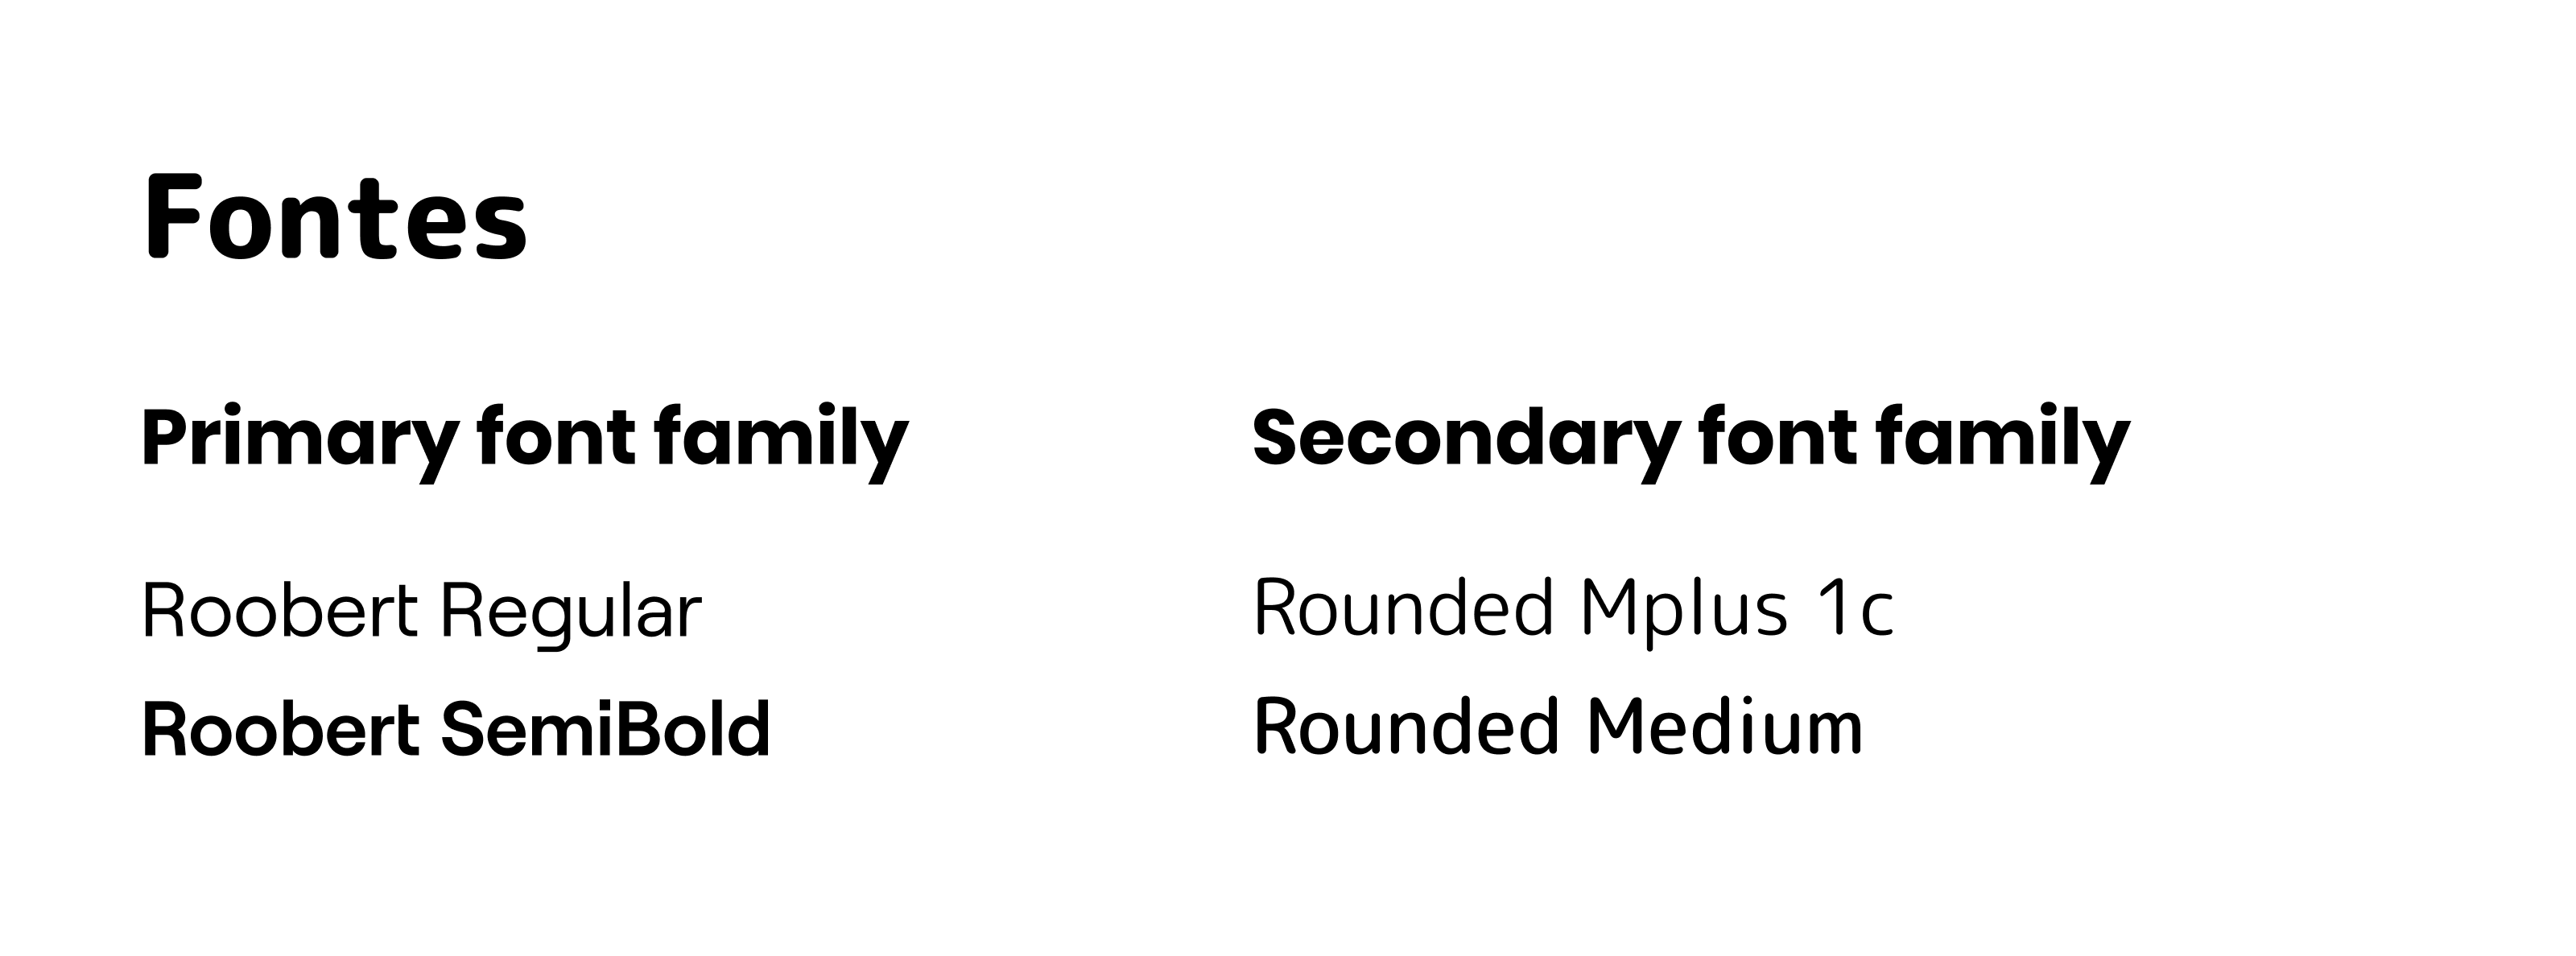 Fontes
Primary font family
Roobert Regular
Roobert SemiBold
Secondary font family
Rounded Mplus 1c
Rounded Medium